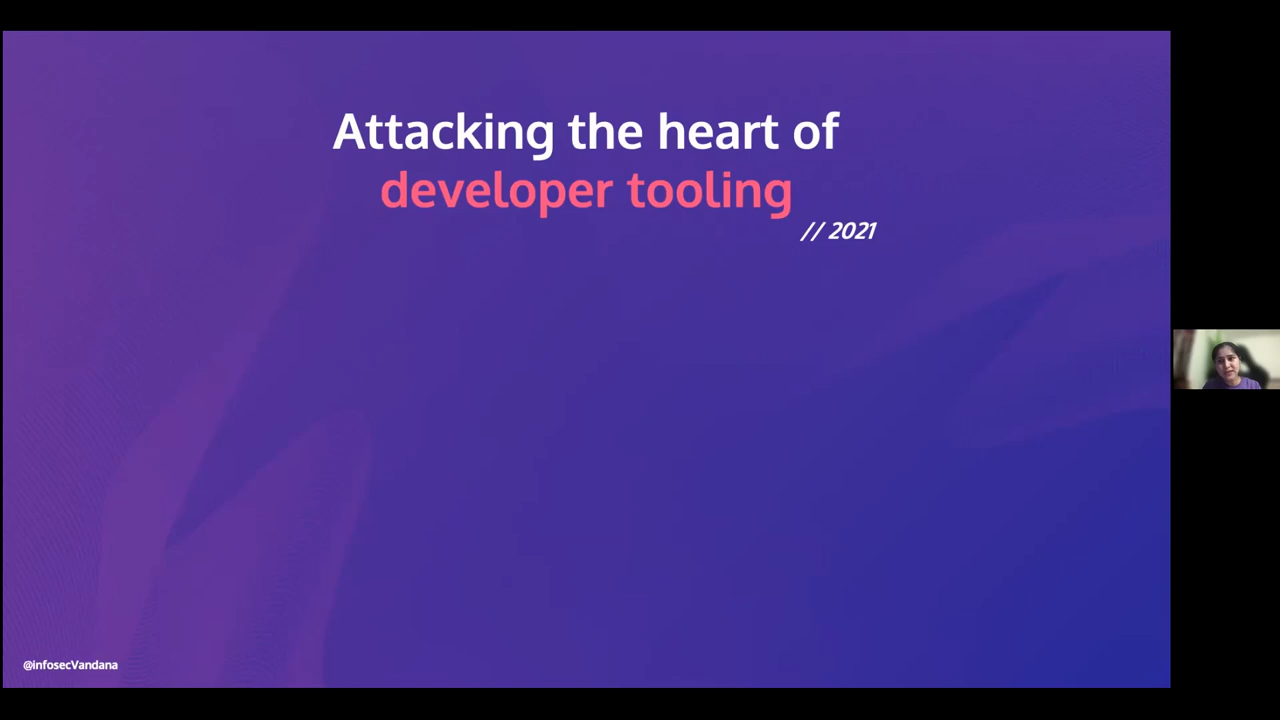 Attacking the heart of
developer tooling
// 2021
@infosecVandana